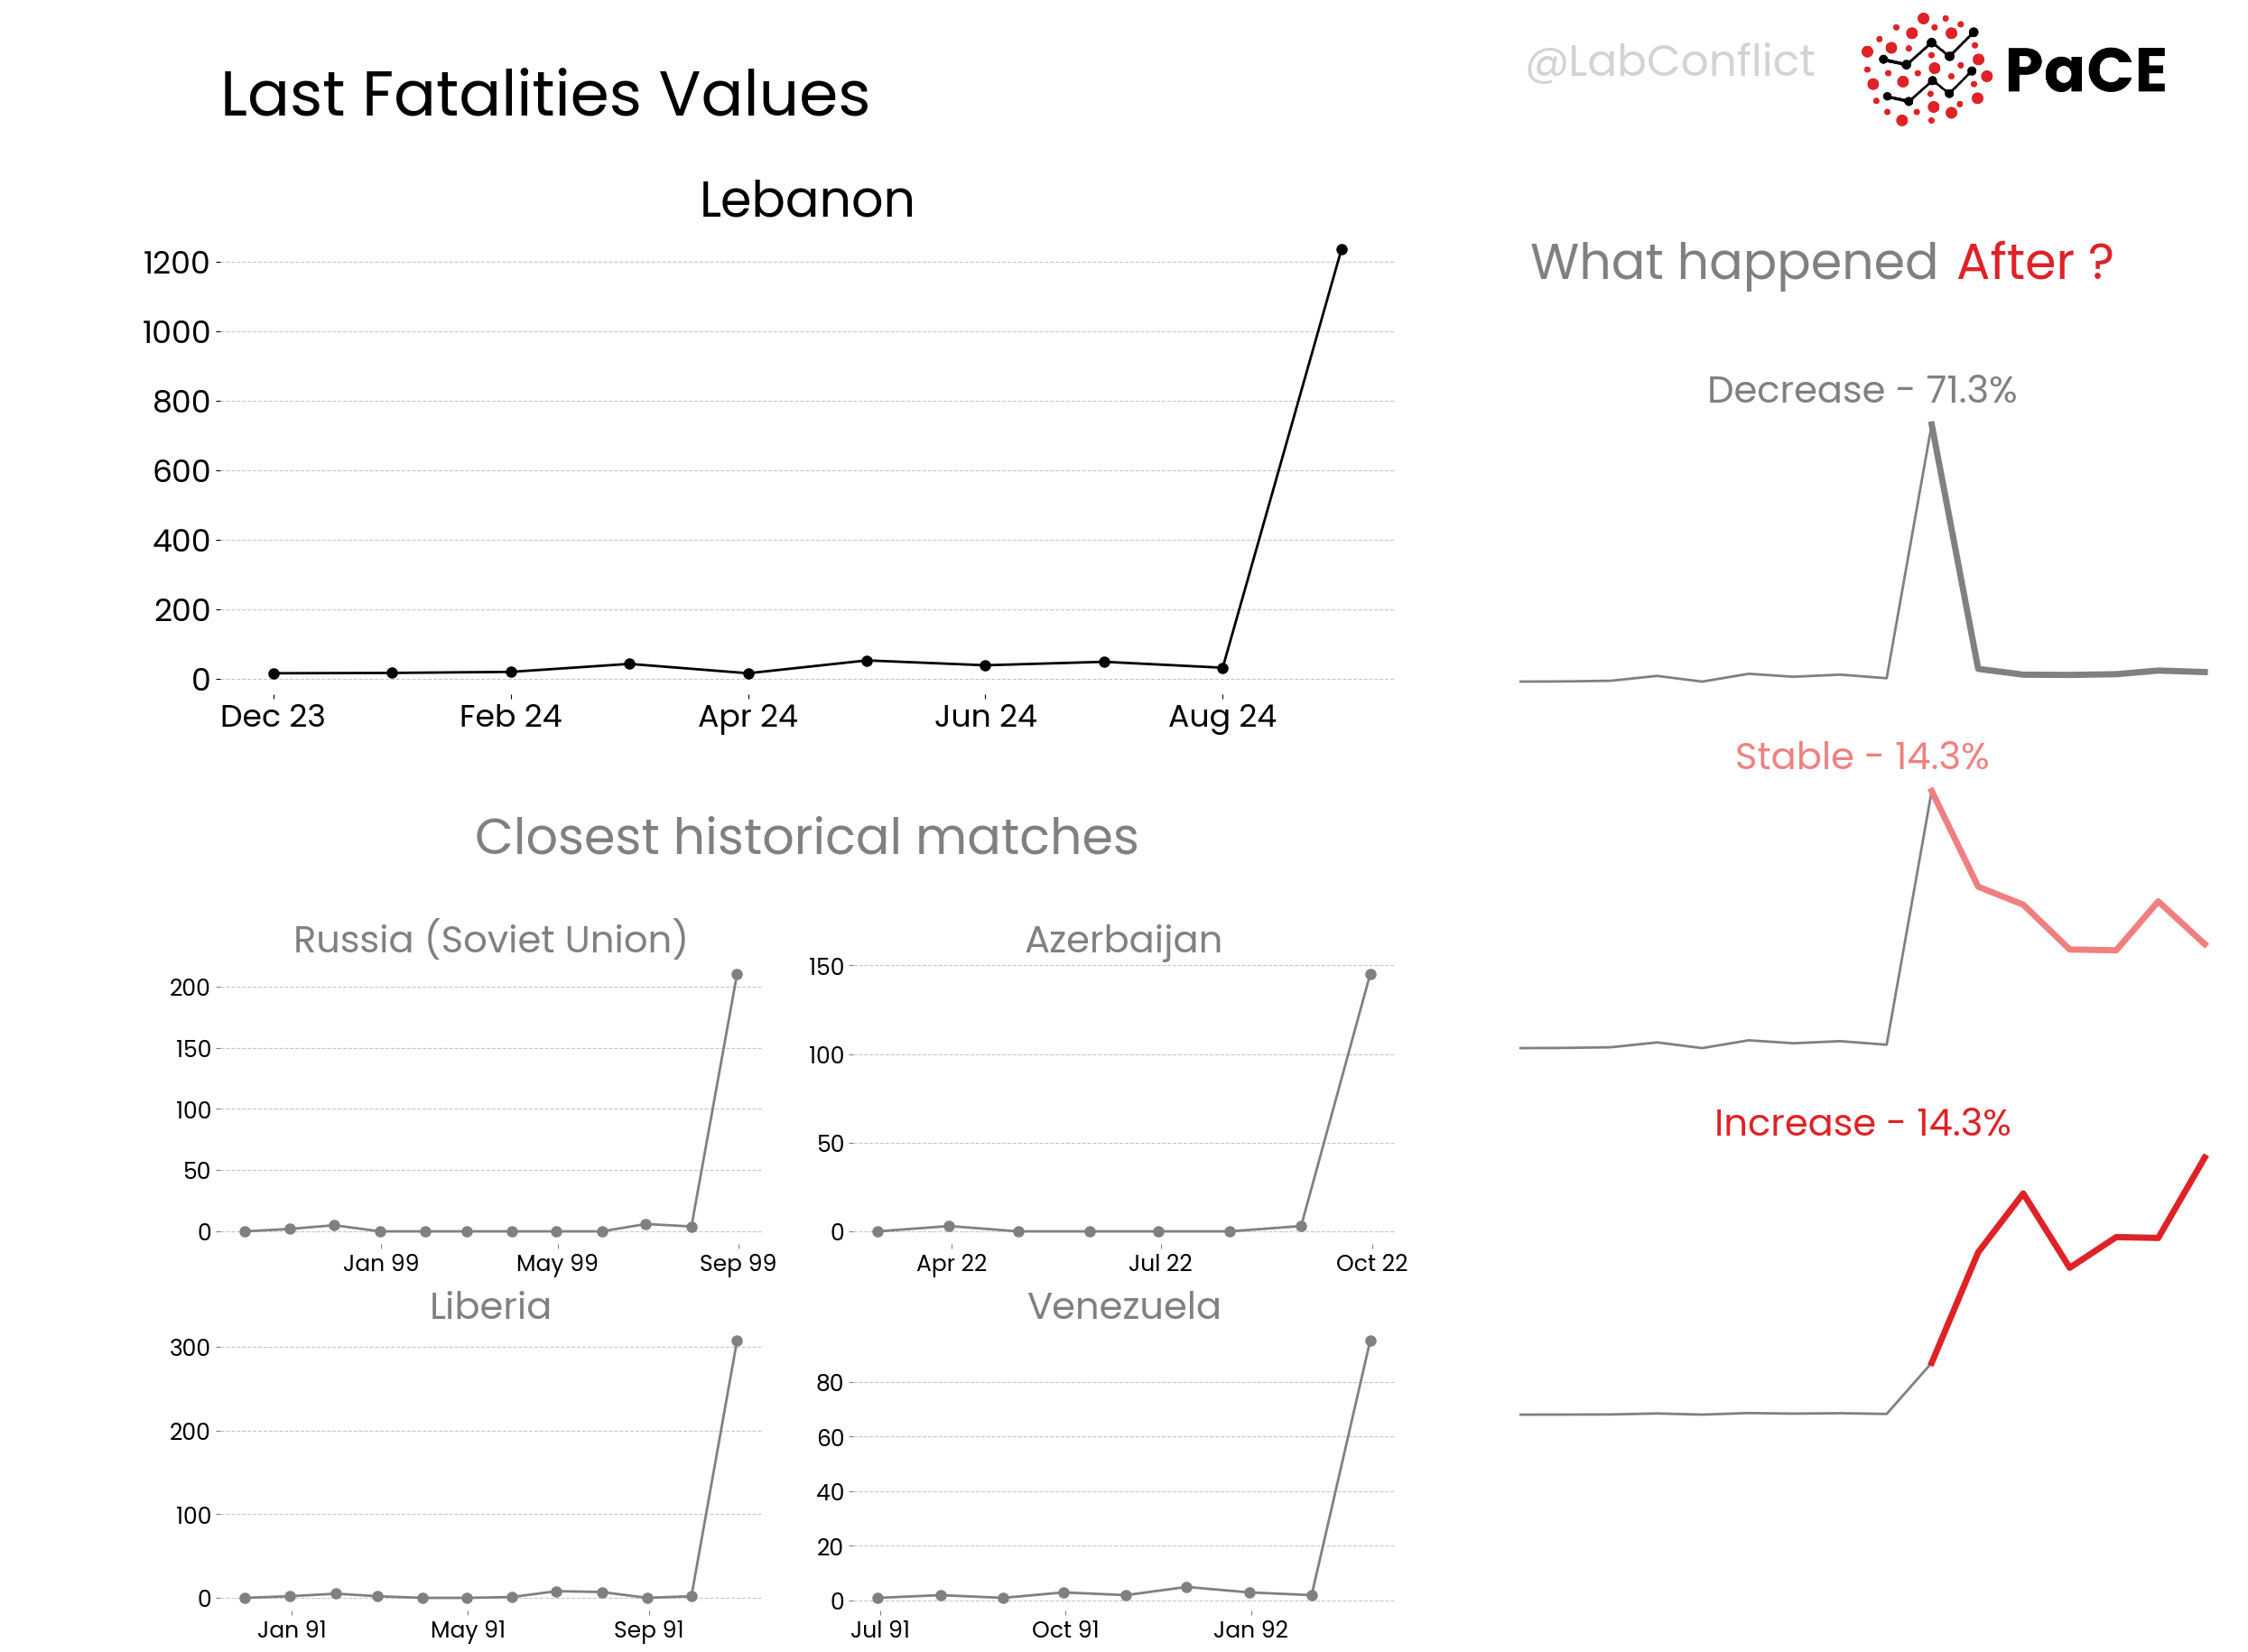 @LabConflict
PaCE
Last Fatalities Values
Lebanon
1200
1000
800
600
400
200
0
Dec 23 Feb 24 Apr 24 Jun 24 Aug 24
What happened After ?
Decrease - 71.3%
Stable - 14.3%
Increase - 14.3%
Closest historical matches
Russia (Soviet Union)
200
150
100
50
0
Jan 99 May 99 Sep 99
Azerbaijan
150
100
50
0
Apr 22 Jul 22 Oct 22
Liberia
300
200
100
0
Jan 91 May 91 Sep 91
Venezuela
80
60
40
20
0
Jul 91 Oct 91 Jan 92